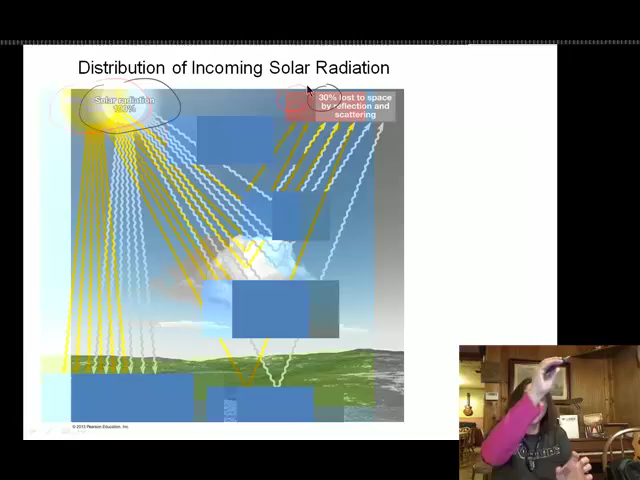 Distribution of Incoming Solar Radiation
Solar radiation
100%
30% lost to space
by reflection and
scattering
© 2013 Pearson Education, Inc.